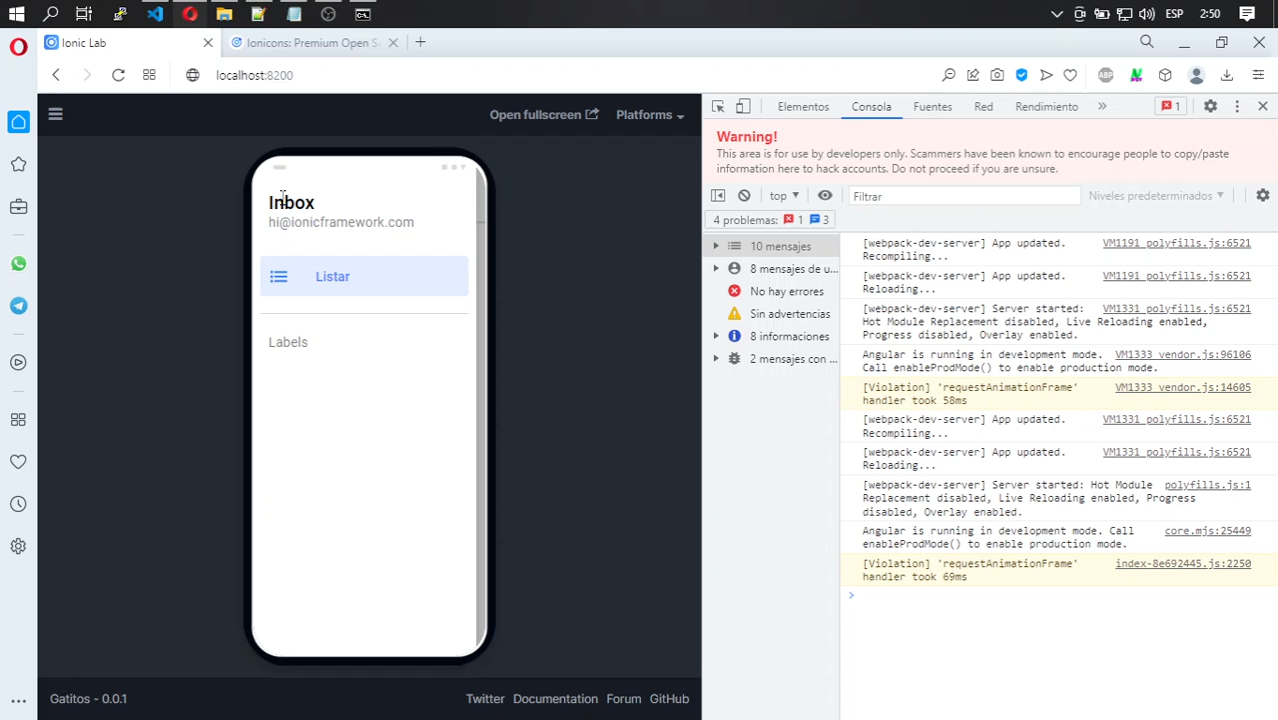 ESP 2:50
Ionic Lab
Ionicons: Premium Open S
localhost:8200
ABP
N
Open fullscreen
Platforms
Inbox
hi@ionicframework.com
Listar
Labels
Gatitos - 0.0.1
Twitter Documentation Forum GitHub
Elementos Consola Fuentes Red Rendimiento » 1
Warning!
This area is for use by developers only. Scammers have been known to encourage people to copy/paste
information here to hack accounts. Do not proceed if you are unsure.
top Filtrar Niveles predeterminados
4 problemas: 1 3
10 mensajes
8 mensajes de u...
No hay errores
Sin advertencias
8 informaciones
2 mensajes con ...
[webpack-dev-server] App updated. VM1191 polyfills.js:6521
Recompiling...
[webpack-dev-server] App updated. VM1191 polyfills.js:6521
Reloading...
[webpack-dev-server] Server started: VM1331 polyfills.js:6521
Hot Module Replacement disabled, Live Reloading enabled,
Progress disabled, Overlay enabled.
Angular is running in development mode. VM1333 vendor.js:96106
Call enableProdMode() to enable production mode.
[Violation] 'requestAnimationFrame' VM1333 vendor.js:14605
handler took 58ms
[webpack-dev-server] App updated. VM1331 polyfills.js:6521
Recompiling...
[webpack-dev-server] App updated. VM1331 polyfills.js:6521
Reloading...
[webpack-dev-server] Server started: Hot Module polyfills.js:1
Replacement disabled, Live Reloading enabled, Progress
disabled, Overlay enabled.
Angular is running in development mode. Call core.mjs:25449
enableProdMode() to enable production mode.
[Violation] 'requestAnimationFrame' index-8e692445.js:2250
handler took 69ms
>